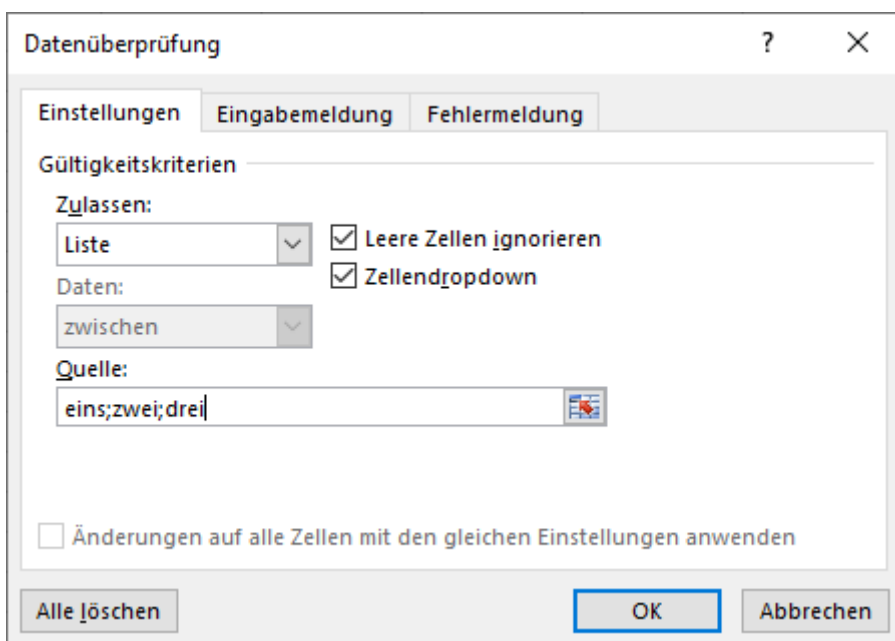 Datenüberprüfung ?
Einstellungen Eingabemeldung Fehlermeldung
Gültigkeitskriterien
Zulassen:
Liste Leere Zellen ignorieren
Zellendropdown
Daten:
zwischen
Quelle:
eins;zwei;drei
Änderungen auf alle Zellen mit den gleichen Einstellungen anwenden
Alle löschen OK Abbrechen